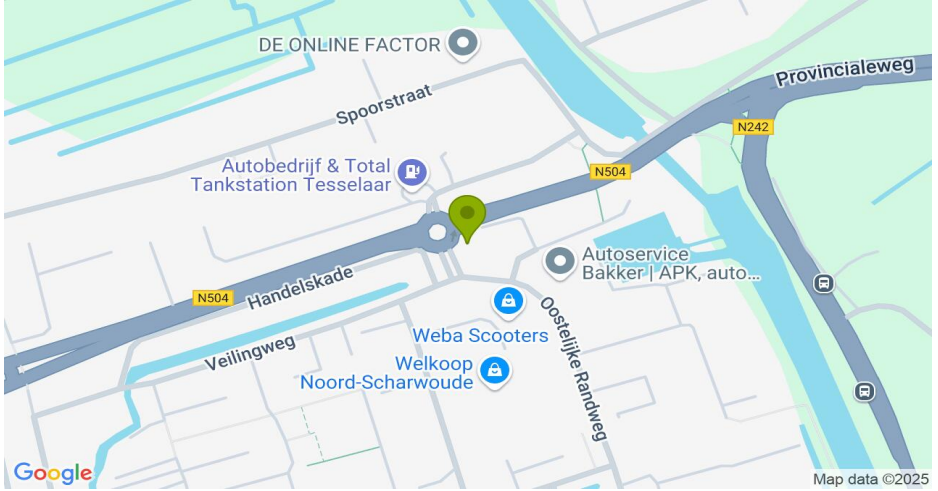 DE ONLINE FACTOR
Provincialeweg
Spoorstraat
N242
Autobedrijf & Total
Tankstation Tesselaar
N504
Autoservice
Bakker | APK, auto...
Handelskade
N504
Weba Scooters
Oostelijke Randweg
Veilingweg
Welkoop
Noord-Scharwoude
Google
Map data ©2025